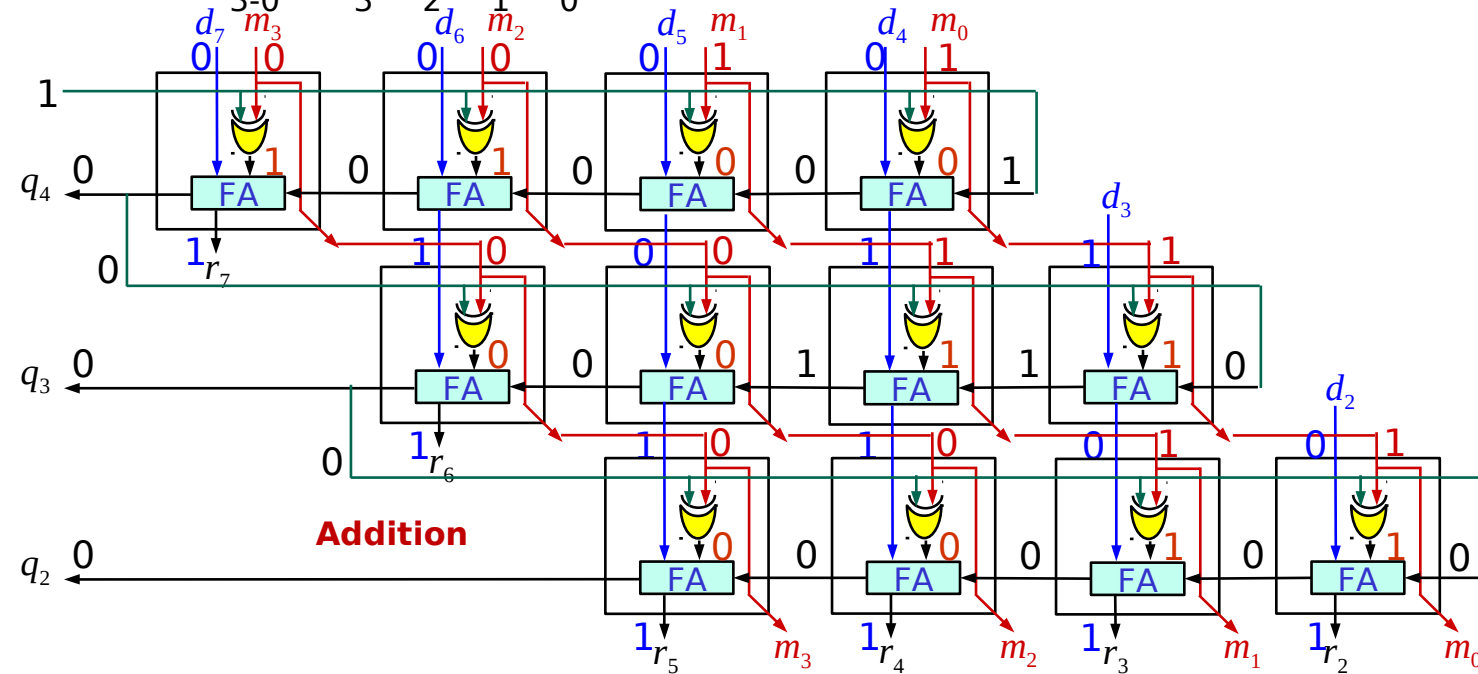 3-0 3 2 1 0
d7 m3 d6 m2 d5 m1 d4 m0
0 0 0 0 0 1 0 1
1
1 1 0 0
q4 0 0 0 0 1
FA FA FA FA
d3
1 r7 1 0 0 0 1 1 1 1
0
0 0 1 1
q3 0 0 1 1 0
FA FA FA FA
d2
1 r6 1 0 1 0 0 1 0 1
0
Addition
0 0 1 1
q2 0 0 0 0 0
FA FA FA FA
1 r5 m3 1 r4 m2 1 r3 m1 1 r2 m0